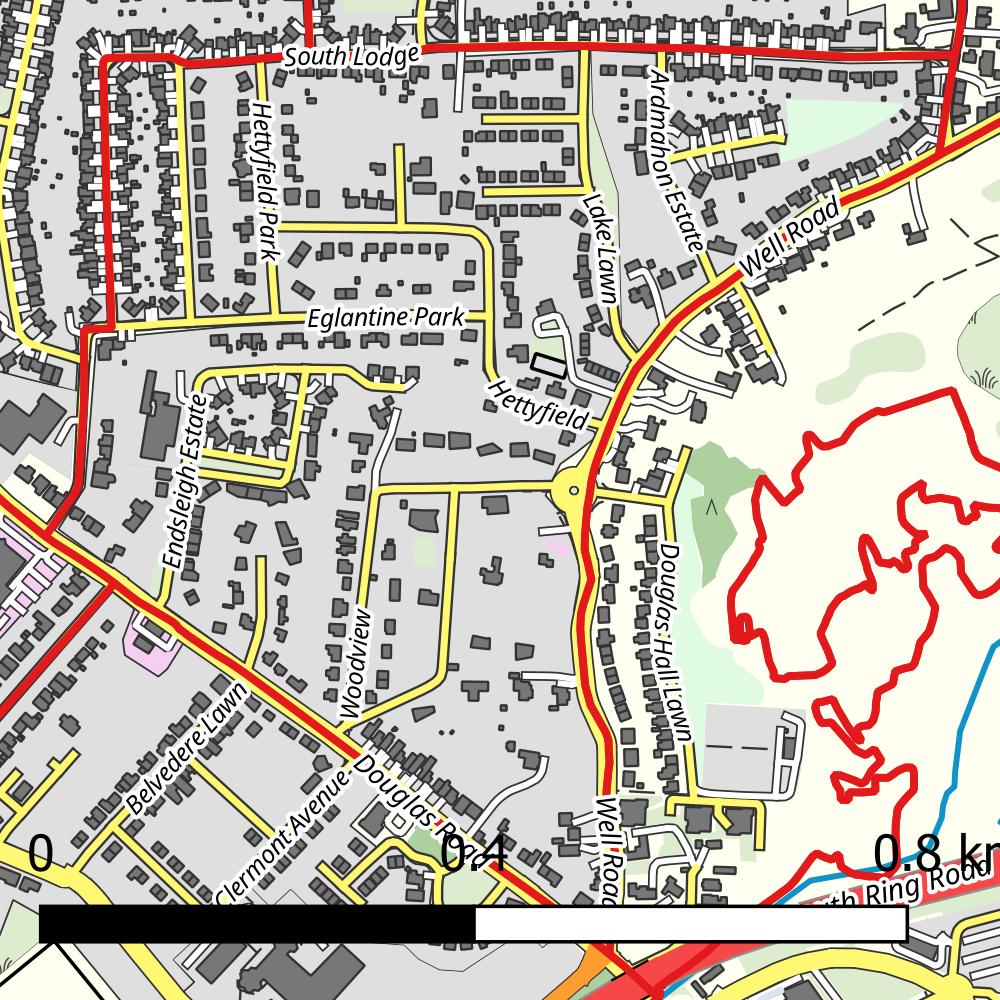 South Lodge
Hettyfield Park
Ardmahon Estate
Lake Lawn
Well Road
Eglantine Park
Hettyfield
Endsleigh Estate
Woodview
Douglas Hall Lawn
Belvedere Lawn
Clermont Avenue
Douglas Road
Well Road
0
0.4
0.8 km
uth Ring Road